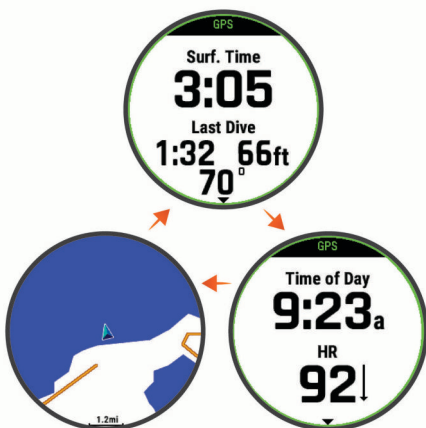 GPS
Surf. Time
3:05
Last Dive
1:32 66ft
70°
GPS
Time of Day
9:23a
HR
92
1.2mi